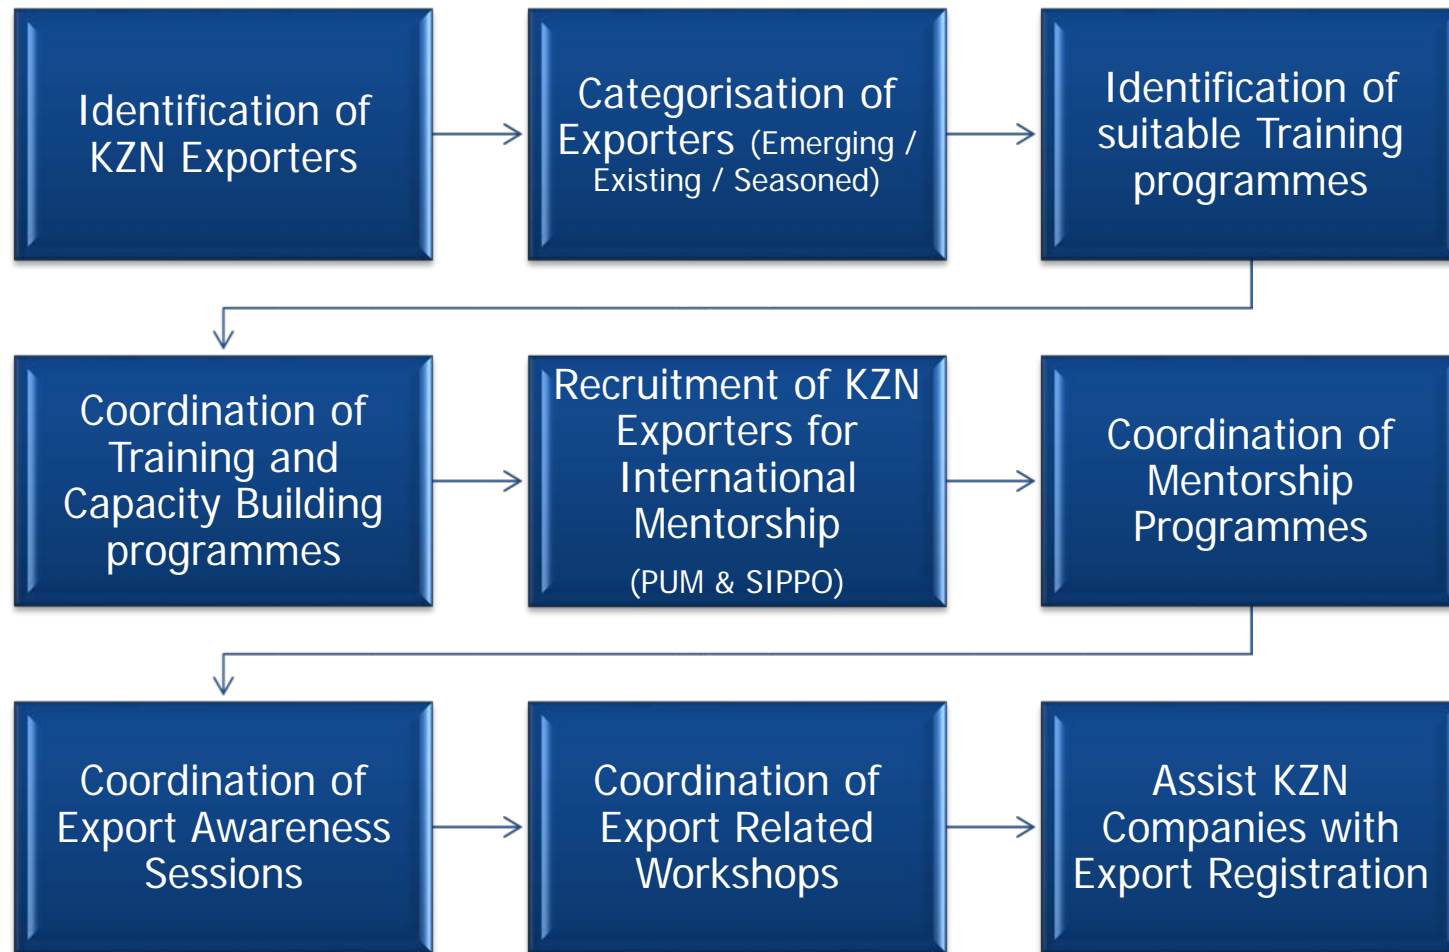 Identification of
KZN Exporters
Categorisation of
Exporters (Emerging /
Existing / Seasoned)
Identification of
suitable Training
programmes
Coordination of
Training and
Capacity Building
programmes
Recruitment of KZN
Exporters for
International
Mentorship
(PUM & SIPPO)
Coordination of
Mentorship
Programmes
Coordination of
Export Awareness
Sessions
Coordination of
Export Related
Workshops
Assist KZN
Companies with
Export Registration